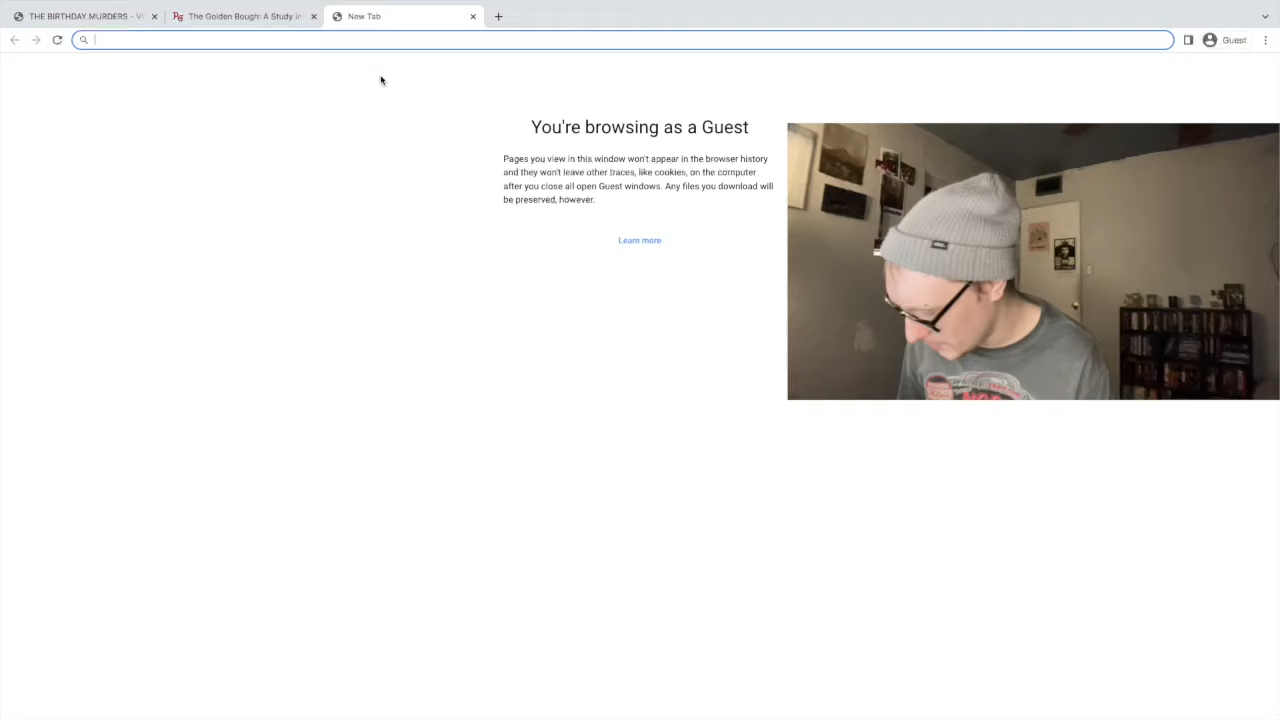 THE BIRTHDAY MURDERS - V
The Golden Bough: A Study in
New Tab
Guest
You're browsing as a Guest
Pages you view in this window won't appear in the browser history
and they won't leave other traces, like cookies, on the computer
after you close all open Guest windows. Any files you download will
be preserved, however.
Learn more